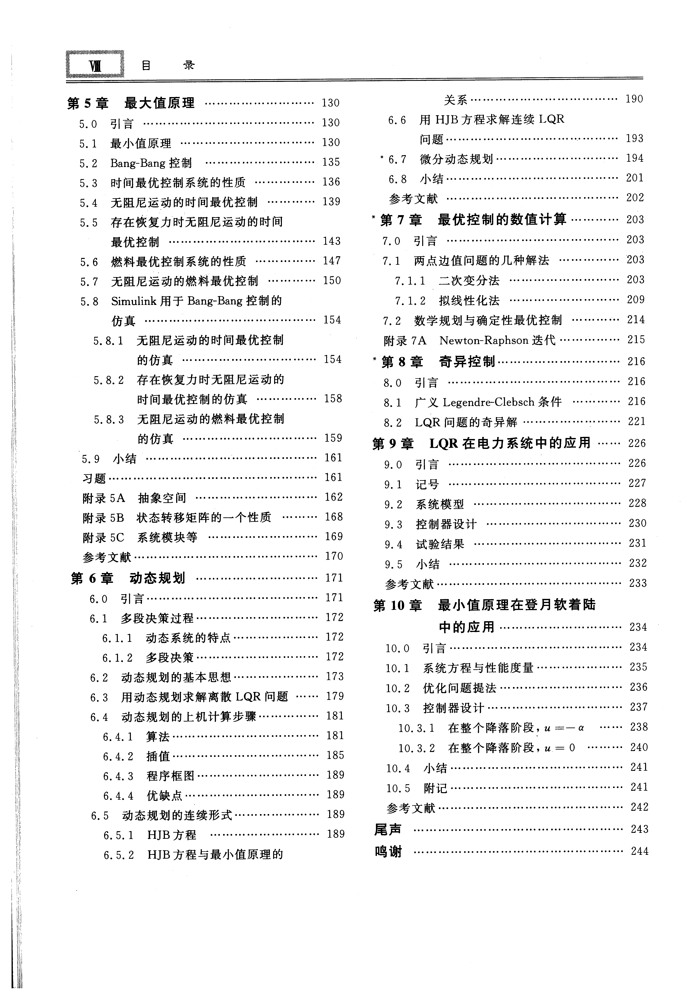 Ⅷ 目 录
第 5 章 最大值原理 …………………… 130
5.0 引言 …………………… 130
5.1 最小值原理 …………………… 130
5.2 Bang-Bang 控制 …………………… 135
5.3 时间最优控制系统的性质 …………… 136
5.4 无阻尼运动的时间最优控制 ………… 139
5.5 存在恢复力时无阻尼运动的时间
最优控制 …………………… 143
5.6 燃料最优控制系统的性质 …………… 147
5.7 无阻尼运动的燃料最优控制 ………… 150
5.8 Simulink 用于 Bang-Bang 控制的
仿真 …………………… 154
5.8.1 无阻尼运动的时间最优控制
的仿真 …………………… 154
5.8.2 存在恢复力时无阻尼运动的
时间最优控制的仿真 …………… 158
5.8.3 无阻尼运动的燃料最优控制
的仿真 …………………… 159
5.9 小结 …………………… 161
习题 …………………… 161
附录 5A 抽象空间 …………………… 162
附录 5B 状态转移矩阵的一个性质 ……… 168
附录 5C 系统模块等 …………………… 169
参考文献 …………………… 170
第 6 章 动态规划 …………………… 171
6.0 引言 …………………… 171
6.1 多段决策过程 …………………… 172
6.1.1 动态系统的特点 ………………… 172
6.1.2 多段决策 …………………… 172
6.2 动态规划的基本思想 ………………… 173
6.3 用动态规划求解离散 LQR 问题 …… 179
6.4 动态规划的上机计算步骤 …………… 181
6.4.1 算法 …………………… 181
6.4.2 插值 …………………… 185
6.4.3 程序框图 …………………… 189
6.4.4 优缺点 …………………… 189
6.5 动态规划的连续形式 ………………… 189
6.5.1 HJB 方程 …………………… 189
6.5.2 HJB 方程与最小值原理的
关系 …………………… 190
6.6 用 HJB 方程求解连续 LQR
问题 …………………… 193
* 6.7 微分动态规划 …………………… 194
6.8 小结 …………………… 201
参考文献 …………………… 202
* 第 7 章 最优控制的数值计算 ………… 203
7.0 引言 …………………… 203
7.1 两点边值问题的几种解法 …………… 203
7.1.1 二次变分法 …………………… 203
7.1.2 拟线性化法 …………………… 209
7.2 数学规划与确定性最优控制 ………… 214
附录 7A Newton-Raphson 迭代 …………… 215
* 第 8 章 奇异控制 …………………… 216
8.0 引言 …………………… 216
8.1 广义 Legendre-Clebsch 条件 ………… 216
8.2 LQR 问题的奇异解 …………………… 221
第 9 章 LQR 在电力系统中的应用 …… 226
9.0 引言 …………………… 226
9.1 记号 …………………… 227
9.2 系统模型 …………………… 228
9.3 控制器设计 …………………… 230
9.4 试验结果 …………………… 231
9.5 小结 …………………… 232
参考文献 …………………… 233
第 10 章 最小值原理在登月软着陆
中的应用 …………………… 234
10.0 引言 …………………… 234
10.1 系统方程与性能度量 ………………… 235
10.2 优化问题提法 …………………… 236
10.3 控制器设计 …………………… 237
10.3.1 在整个降落阶段，u = − α …… 238
10.3.2 在整个降落阶段，u = 0 ……… 240
10.4 小结 …………………… 241
10.5 附记 …………………… 241
参考文献 …………………… 242
尾声 …………………… 243
鸣谢 …………………… 244